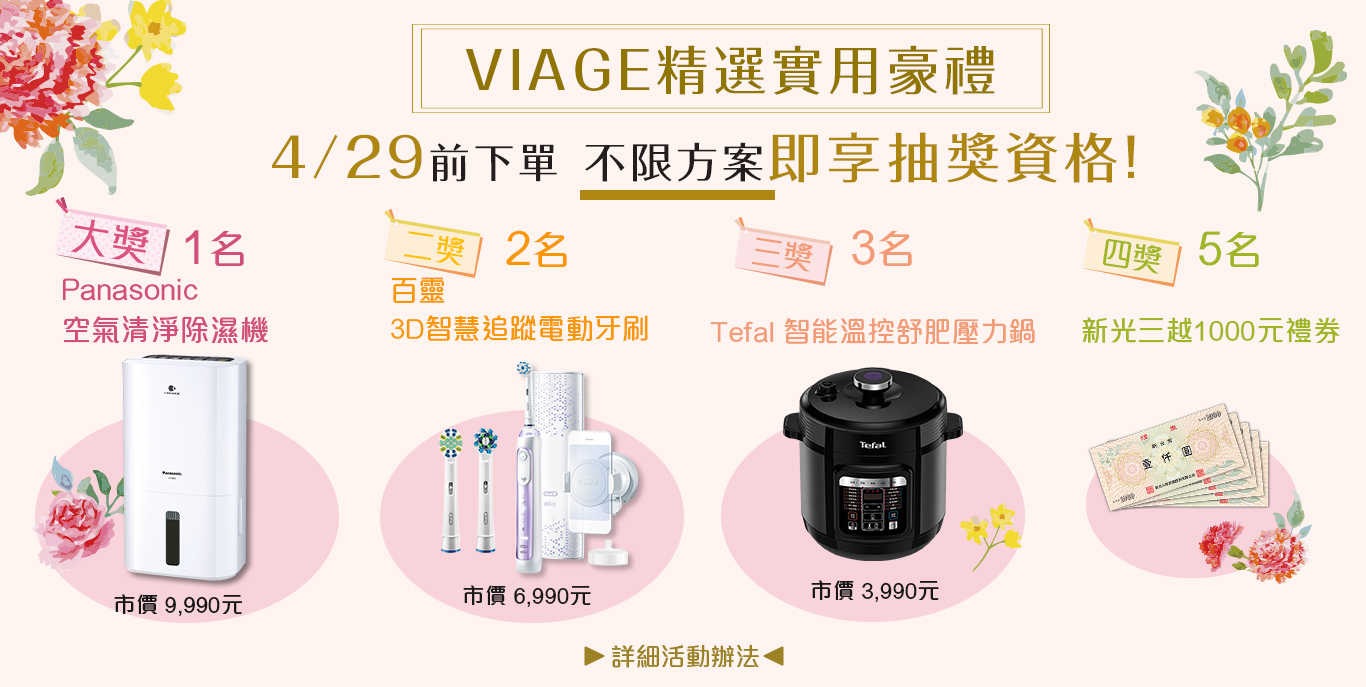 VIAGE精選實用豪禮
4/29前下單 不限方案即享抽獎資格!
大獎 1名
Panasonic
空氣清淨除濕機
二獎 2名
百靈
3D智慧追蹤電動牙刷
三獎 3名
Tefal 智能溫控舒肥壓力鍋
四獎 5名
新光三越1000元禮券
Panasonic
Tefal
壹仟圓
1000
市價 9,990元
市價 6,990元
市價 3,990元
▶詳細活動辦法◀